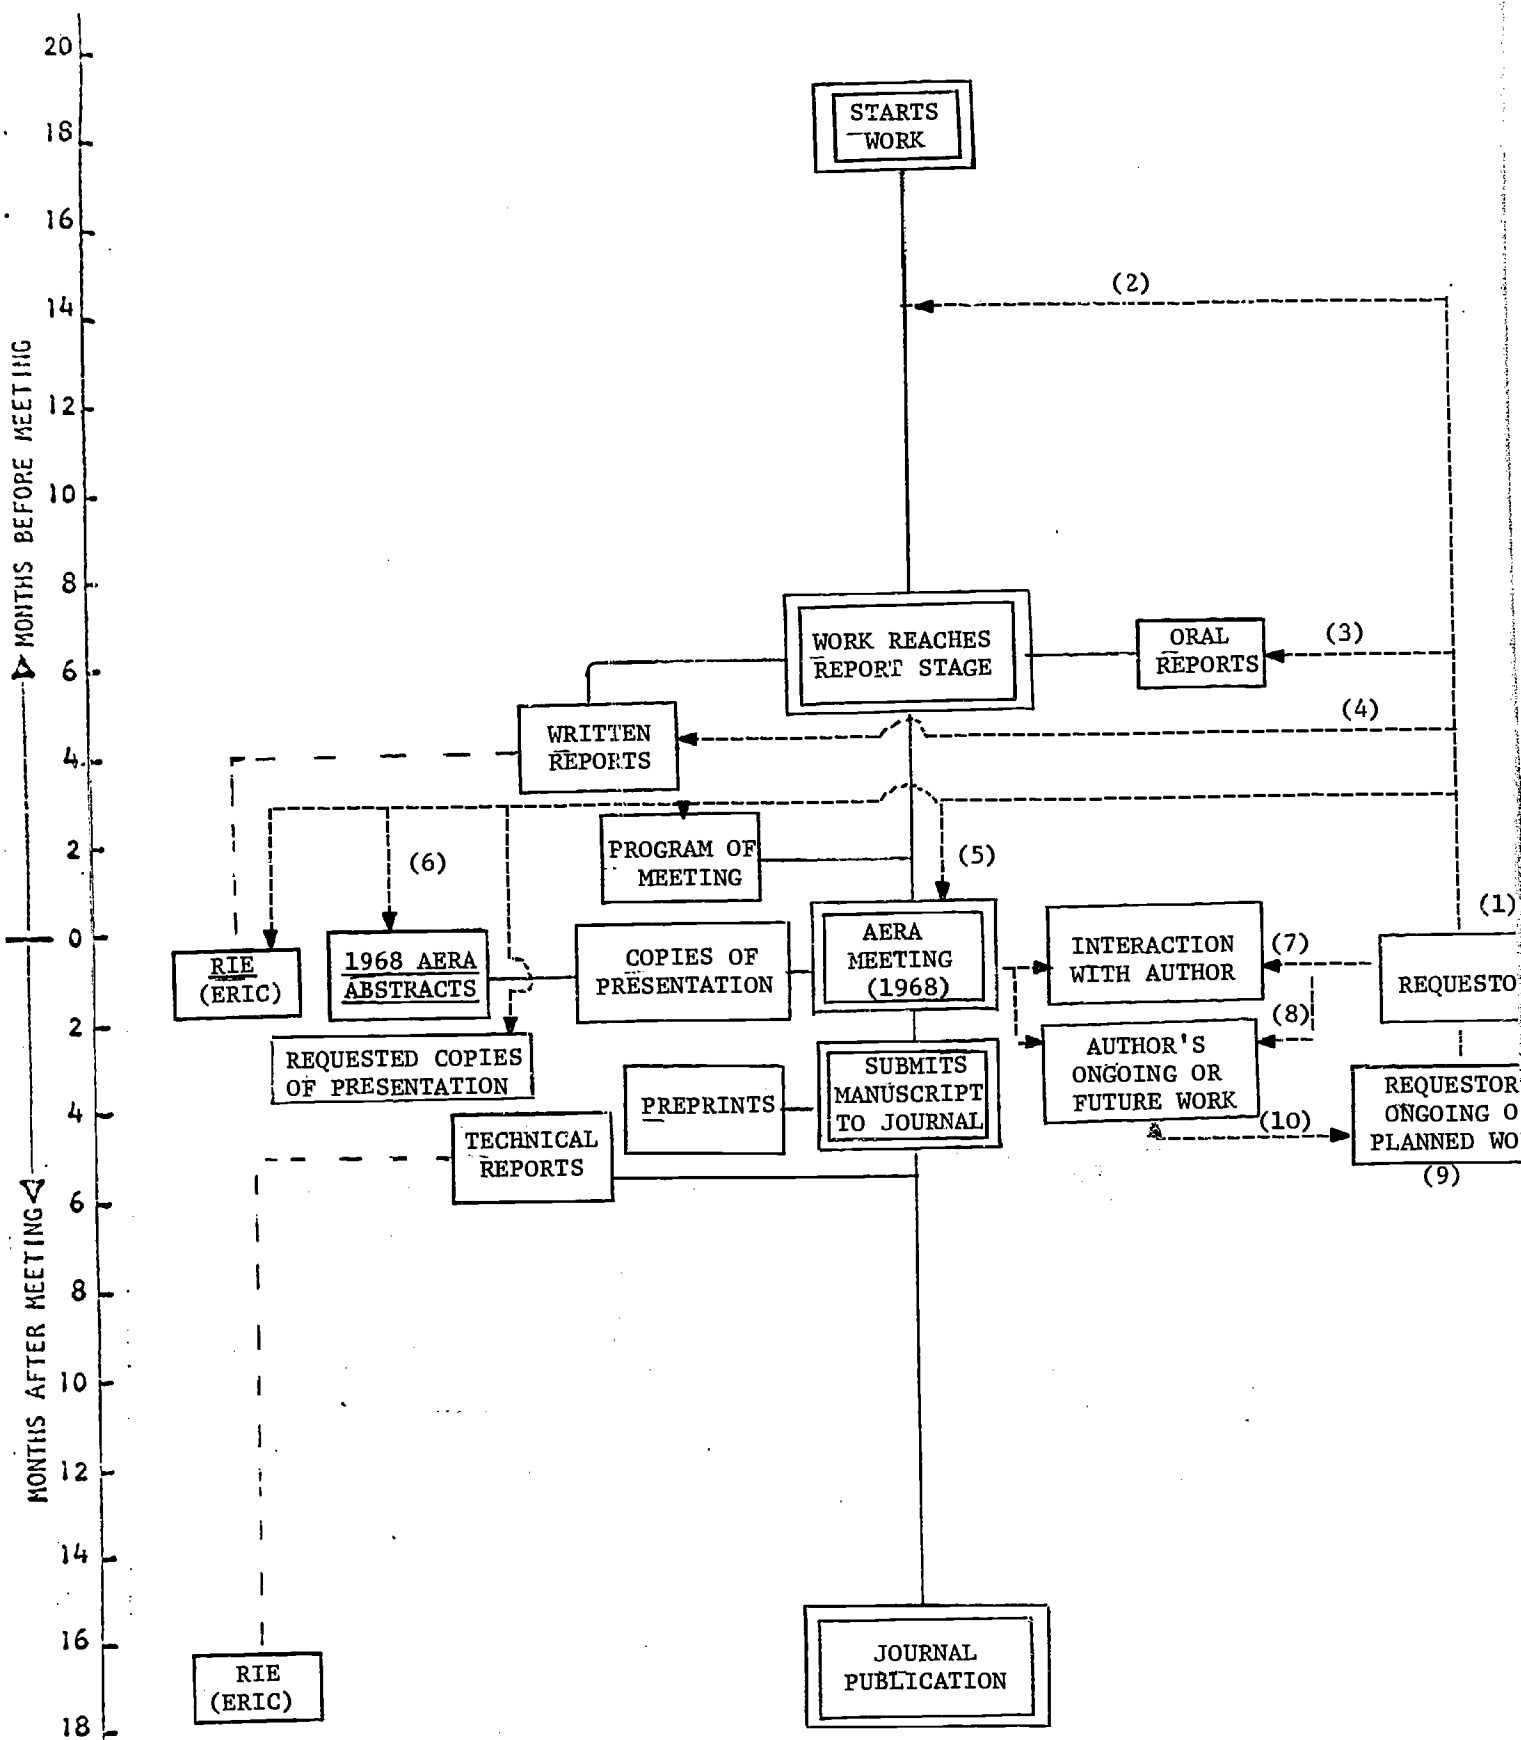 20
STARTS
WORK
18
16
(2)
14
MONTHS BEFORE MEETING
12
10
8
WORK REACHES
REPORT STAGE
ORAL
REPORTS
(3)
6
(4)
WRITTEN
REPORTS
4
PROGRAM OF
MEETING
2
(6)
(5)
(1)
0
RIE
(ERIC)
1968 AERA
ABSTRACTS
COPIES OF
PRESENTATION
AERA
MEETING
(1968)
INTERACTION
WITH AUTHOR
(7)
REQUESTO
(8)
2
REQUESTED COPIES
OF PRESENTATION
PREPRINTS
SUBMITS
MANUSCRIPT
TO JOURNAL
AUTHOR'S
ONGOING OR
FUTURE WORK
REQUESTOR'
ONGOING O
PLANNED WO
(10)
4
TECHNICAL
REPORTS
(9)
6
MONTHS AFTER MEETING
8
10
12
14
16
RIE
(ERIC)
JOURNAL
PUBLICATION
18